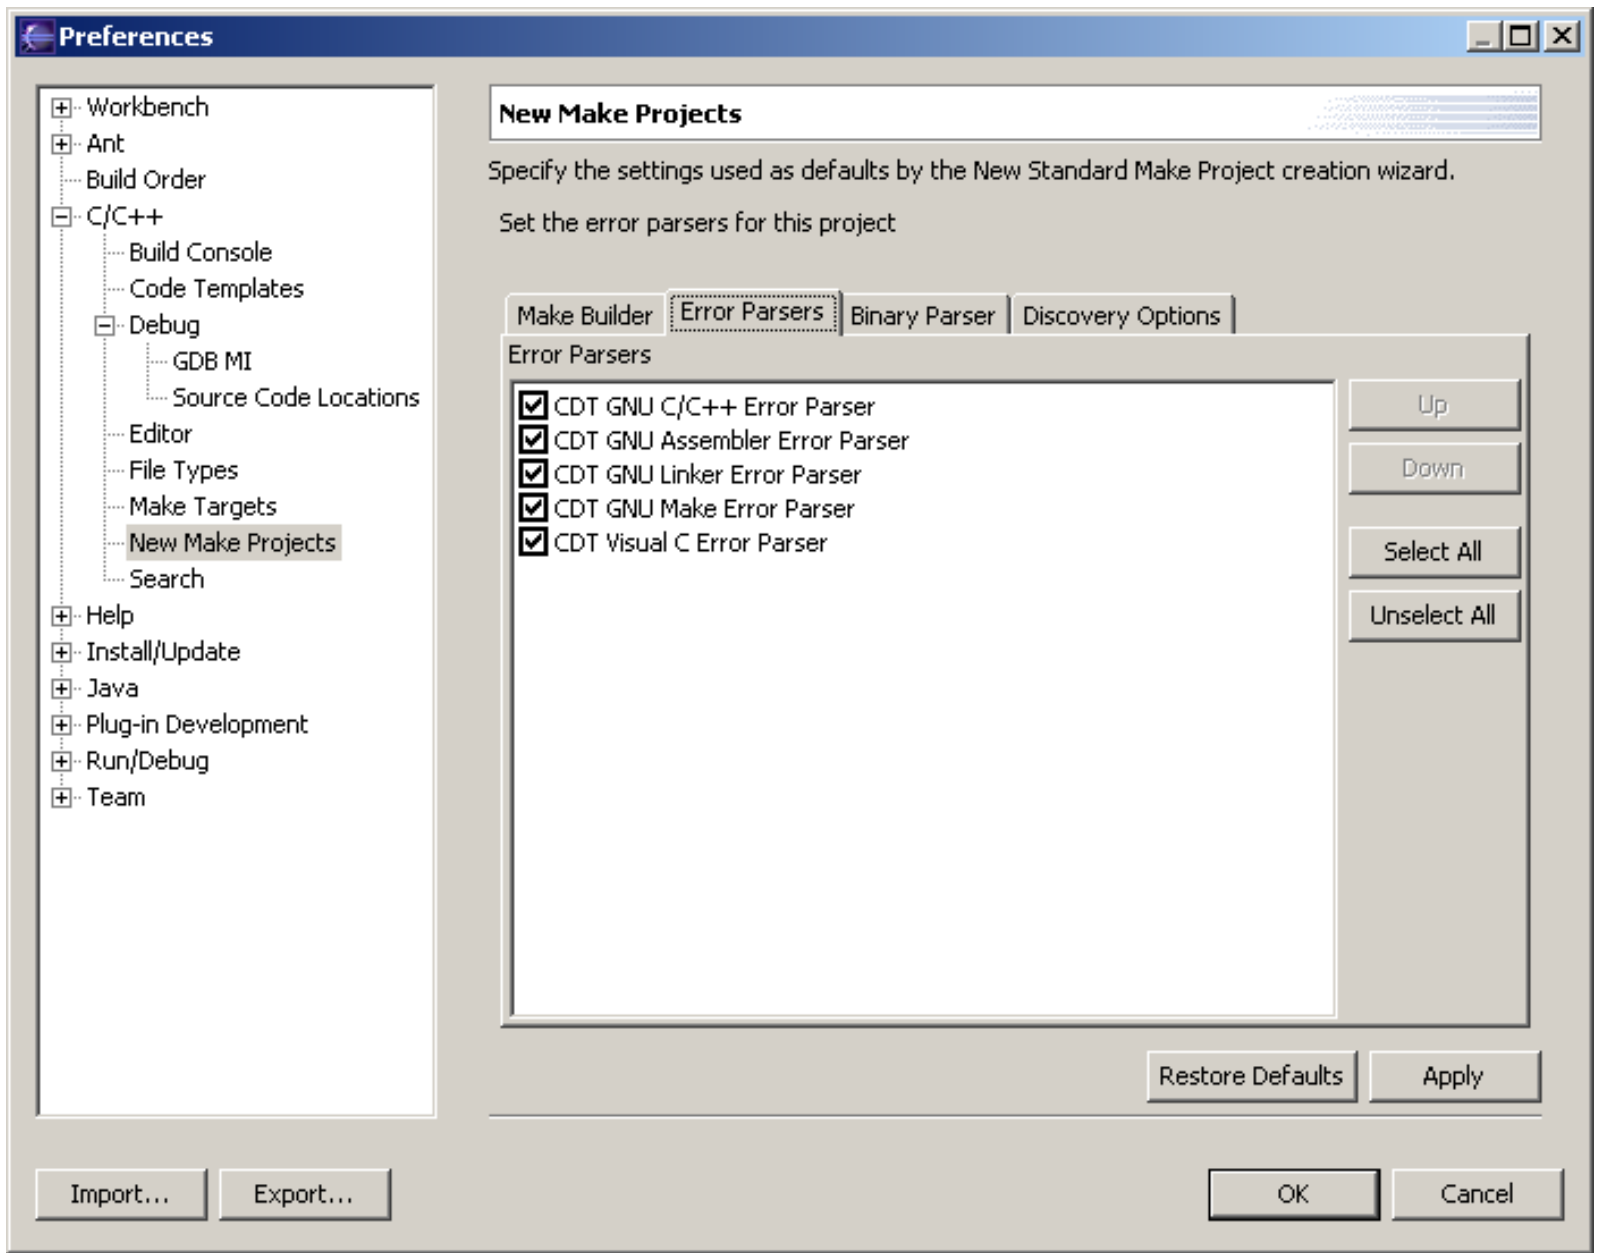 Preferences
Workbench
Ant
Build Order
C/C++
Build Console
Code Templates
Debug
GDB MI
Source Code Locations
Editor
File Types
Make Targets
New Make Projects
Search
Help
Install/Update
Java
Plug-in Development
Run/Debug
Team
New Make Projects
Specify the settings used as defaults by the New Standard Make Project creation wizard.
Set the error parsers for this project
Make Builder Error Parsers Binary Parser Discovery Options
Error Parsers
CDT GNU C/C++ Error Parser
CDT GNU Assembler Error Parser
CDT GNU Linker Error Parser
CDT GNU Make Error Parser
CDT Visual C Error Parser
Up
Down
Select All
Unselect All
Restore Defaults Apply
Import... Export... OK Cancel